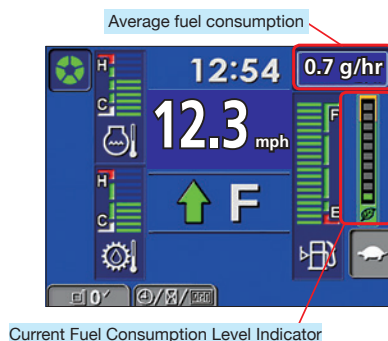 Average fuel consumption
H
12:54
0.7 g/hr
C
12.3 mph
F
H
F
C
E
0
Current Fuel Consumption Level Indicator